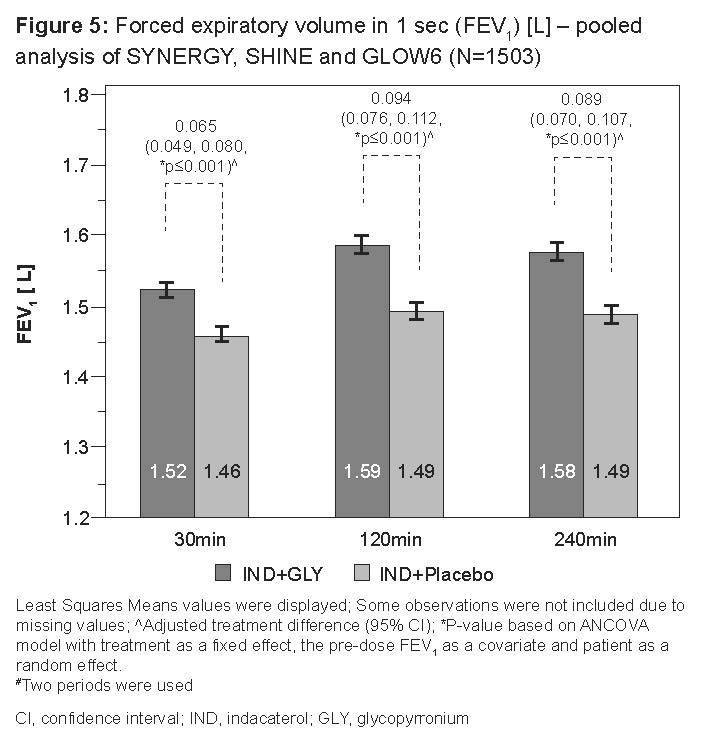 Figure 5: Forced expiratory volume in 1 sec (FEV₁) [L] – pooled
analysis of SYNERGY, SHINE and GLOW6 (N=1503)
1.8
1.7
1.6
1.5
1.4
1.3
1.2
FEV₁ [ L]
0.065
(0.049, 0.080,
*p≤0.001)^
0.094
(0.076, 0.112,
*p≤0.001)^
0.089
(0.070, 0.107,
*p≤0.001)^
1.52
1.46
1.59
1.49
1.58
1.49
30min
120min
240min
IND+GLY
IND+Placebo
Least Squares Means values were displayed; Some observations were not included due to
missing values; ^Adjusted treatment difference (95% CI); *P-value based on ANCOVA
model with treatment as a fixed effect, the pre-dose FEV₁ as a covariate and patient as a
random effect.
#Two periods were used
CI, confidence interval; IND, indacaterol; GLY, glycopyrronium